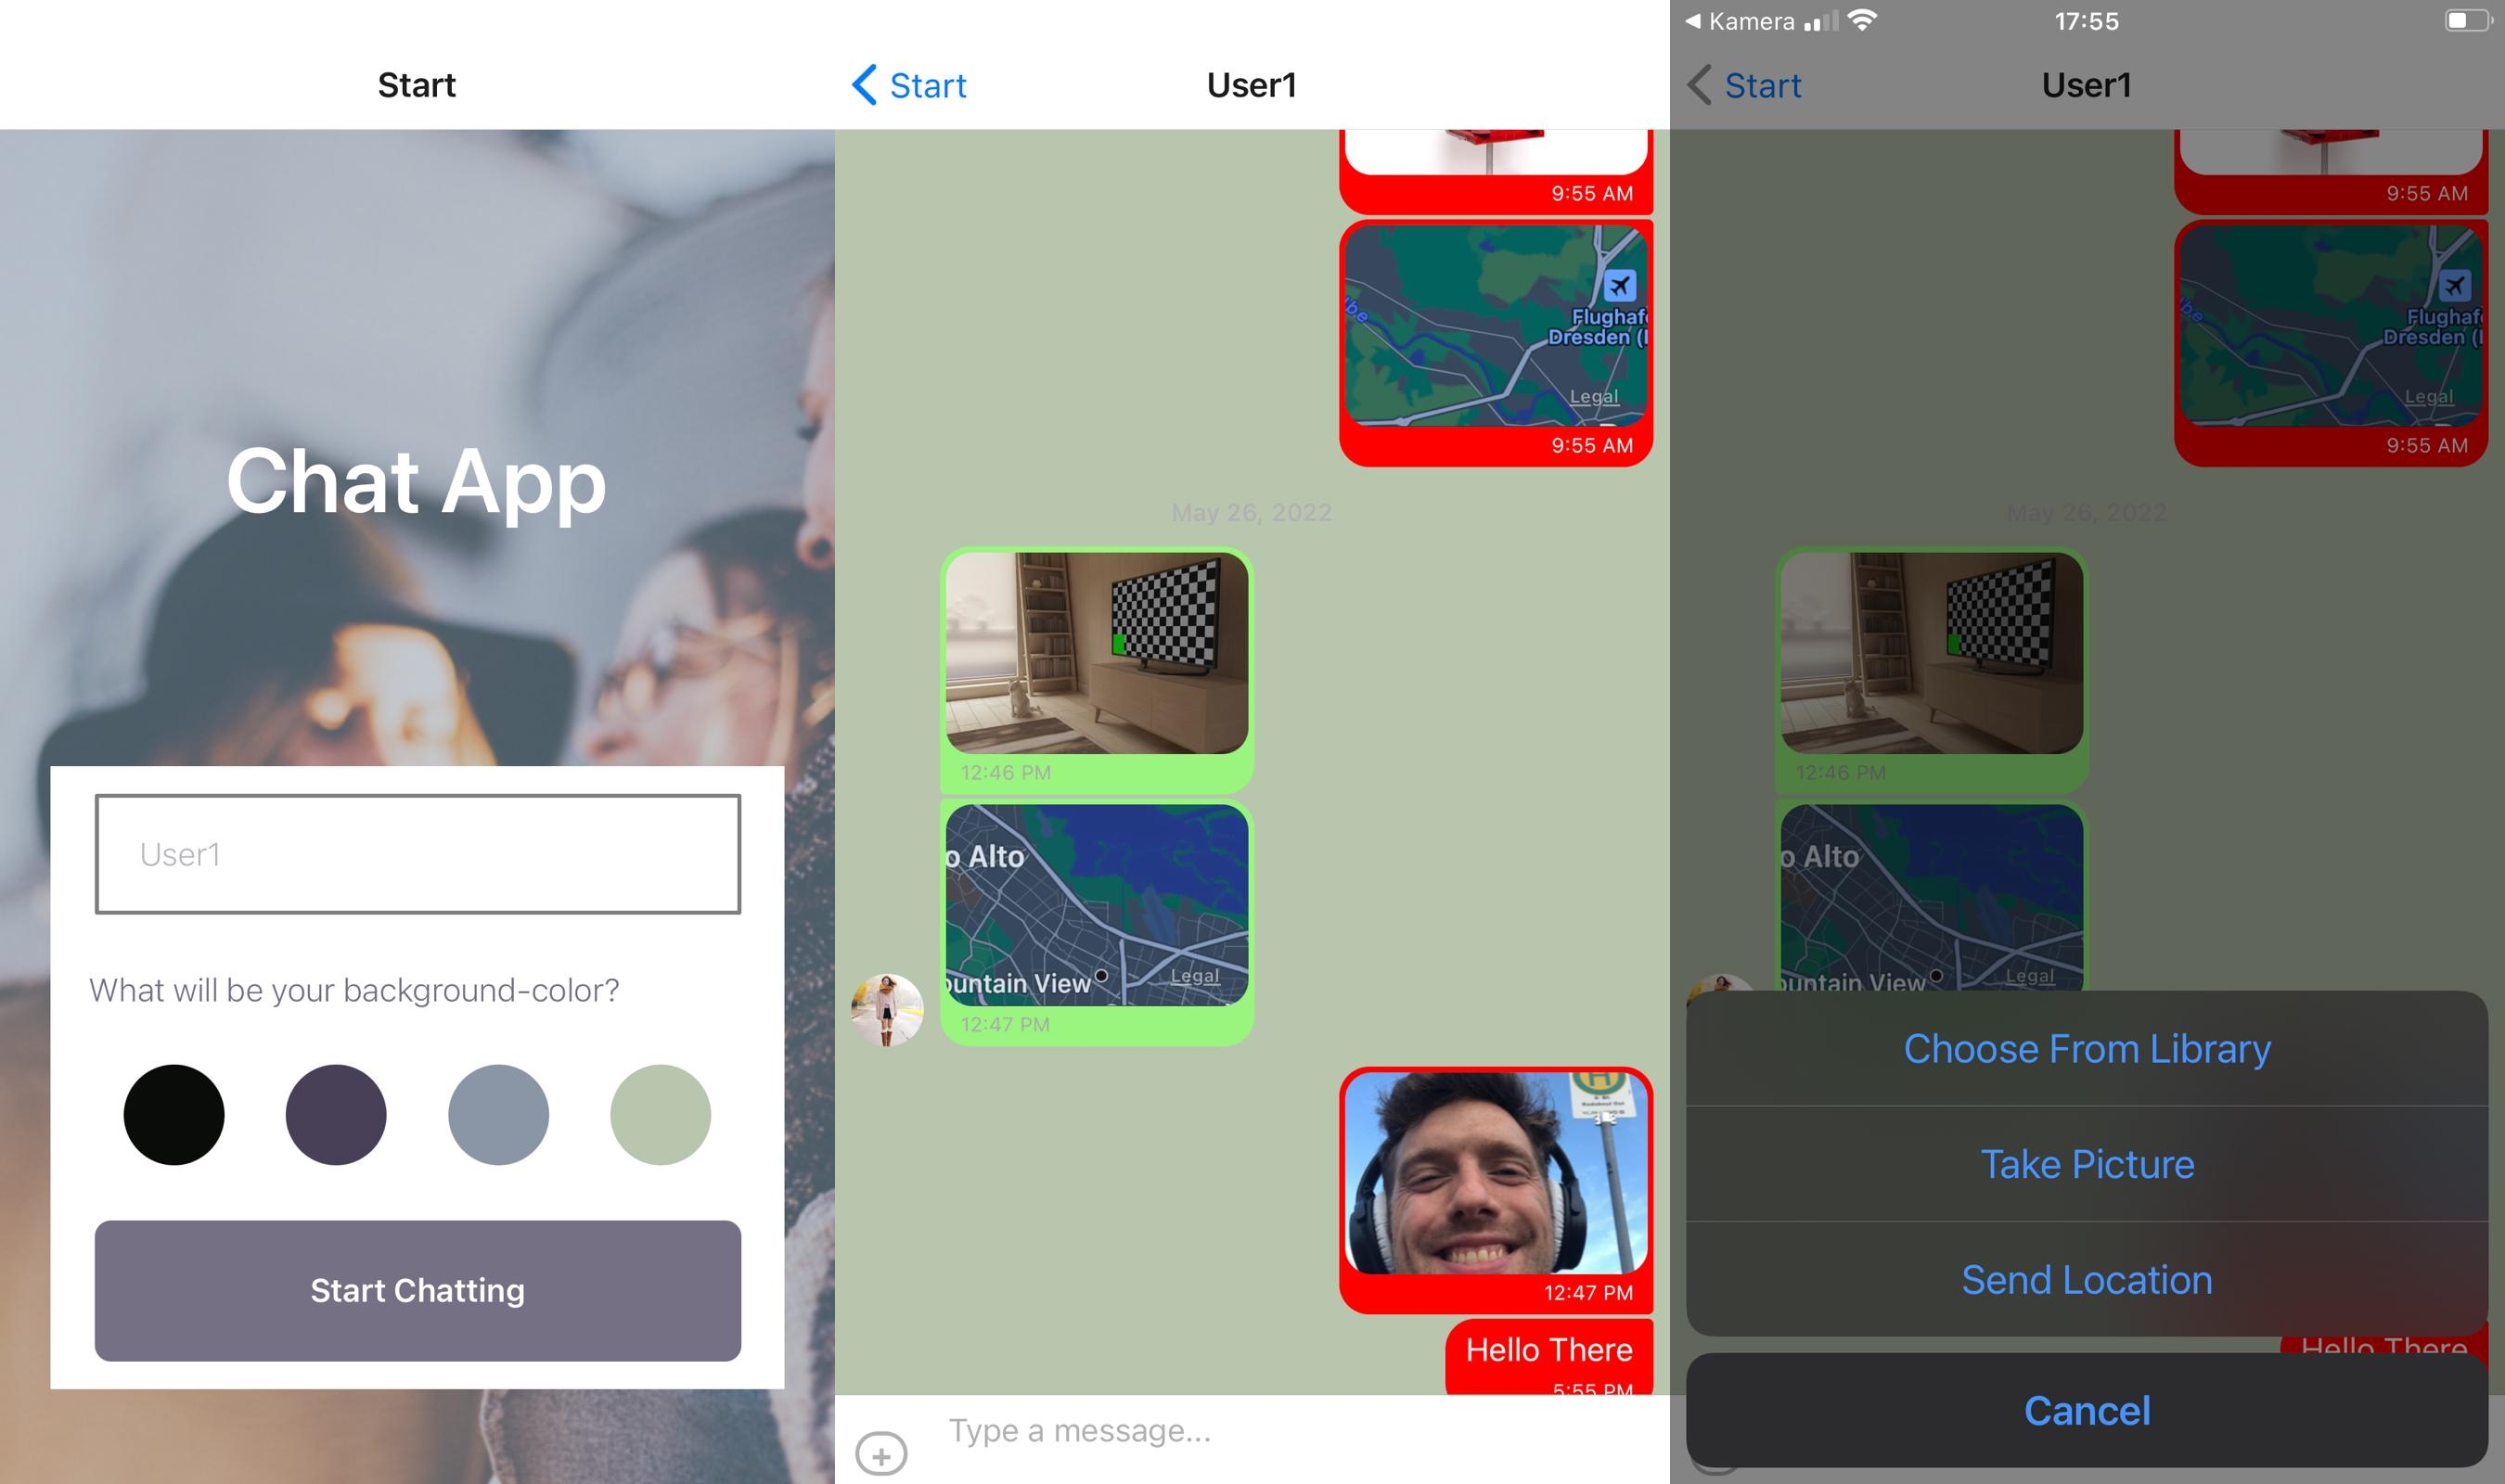 Start
Chat App
User1
What will be your background-color?
Start Chatting
Start
User1
9:55 AM
Flughaf
Dresden (
Legal
9:55 AM
May 26, 2022
12:46 PM
o Alto
ountain View
Legal
12:47 PM
H
12:47 PM
Hello There
5:55 PM
Type a message...
Kamera
17:55
Start
User1
9:55 AM
Flughaf
Dresden (
Legal
9:55 AM
May 26, 2022
12:46 PM
o Alto
untain View
Legal
Choose From Library
Take Picture
Send Location
Hello There
Cancel